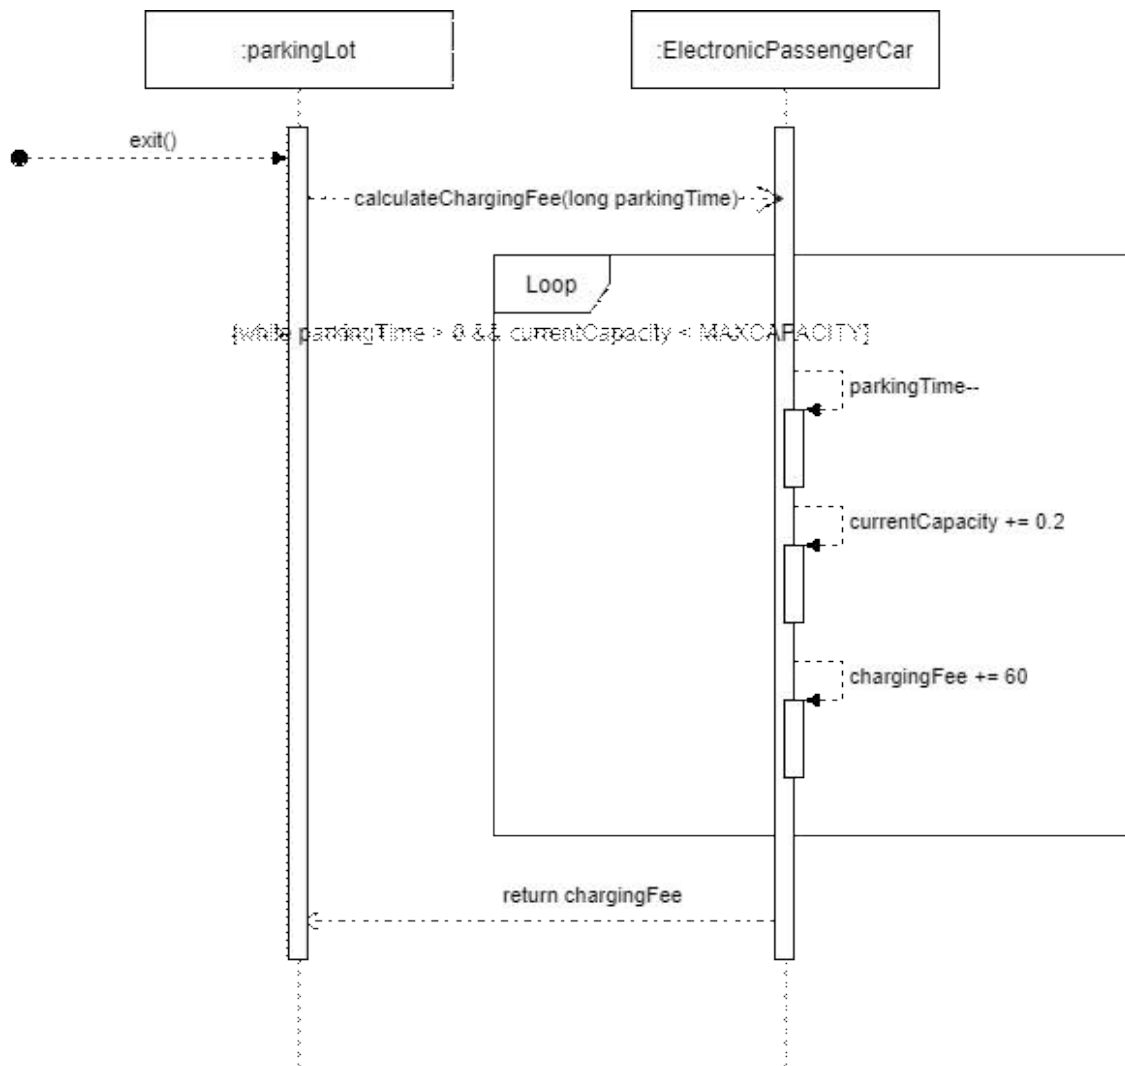 :parkingLot
:ElectronicPassengerCar
exit()
calculateChargingFee(long parkingTime)
Loop
[while parkingTime > 0 && currentCapacity < MAXCAPACITY]
parkingTime--
currentCapacity += 0.2
chargingFee += 60
return chargingFee